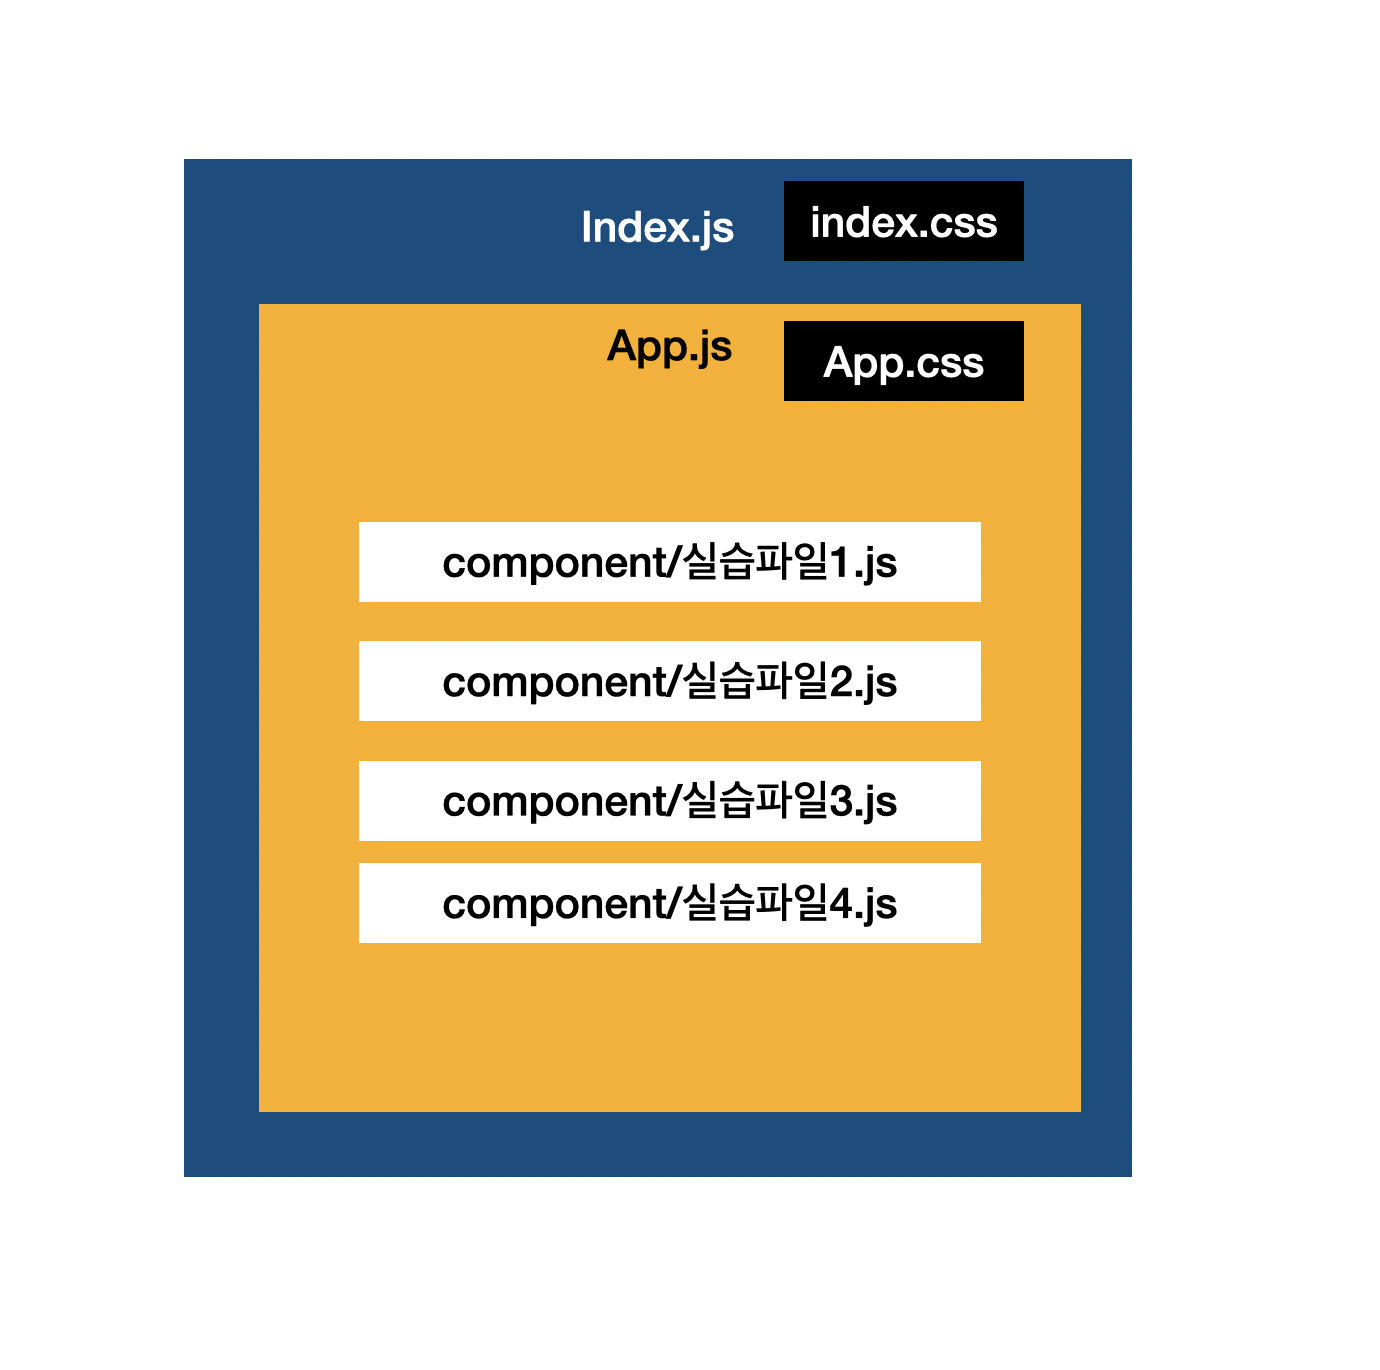 Index.js
index.css
App.js
App.css
component/실습파일1.js
component/실습파일2.js
component/실습파일3.js
component/실습파일4.js